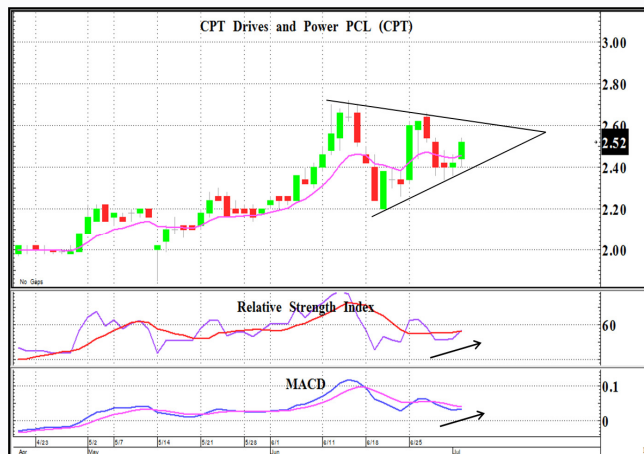 CPT Drives and Power PCL (CPT)
3.00
2.80
2.60
2.52
2.40
2.20
2.00
No Gaps
Relative Strength Index
60
MACD
0.1
0
4/23 5/2 5/7 5/14 5/21 5/28 6/1 6/11 6/18 6/25
Apr May Jun Jul